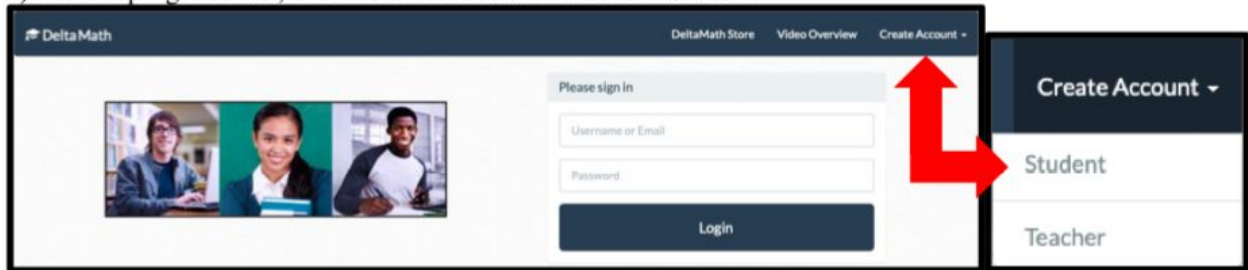 DeltaMath
DeltaMath Store Video Overview Create Account
Please sign in
Username or Email
Password
Login
Create Account
Student
Teacher